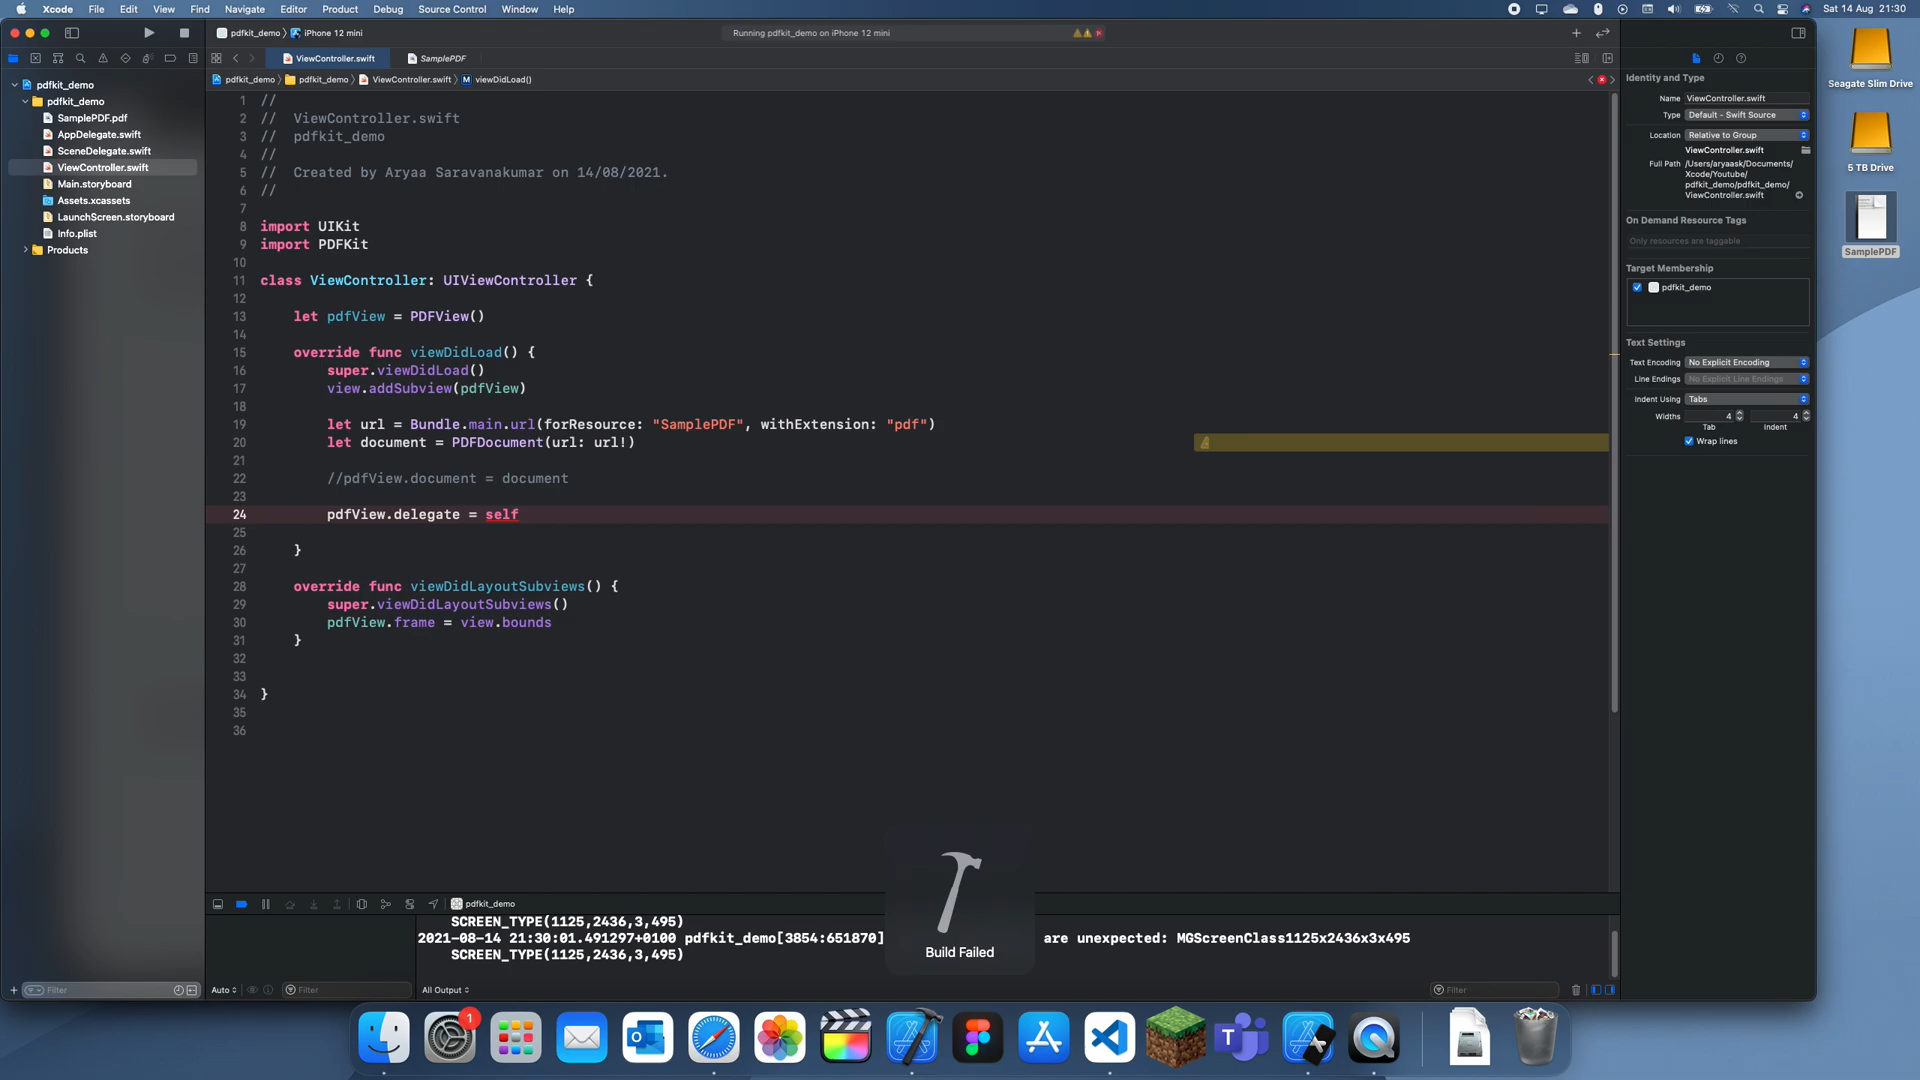 Xcode File Edit View Find Navigate Editor Product Debug Source Control Window Help Sat 14 Aug 21:30
pdfkit_demo iPhone 12 mini Running pdfkit_demo on iPhone 12 mini
ViewController.swift SamplePDF
pdfkit_demo pdfkit_demo ViewController.swift M viewDidLoad()
pdfkit_demo
pdfkit_demo
SamplePDF.pdf
AppDelegate.swift
SceneDelegate.swift
ViewController.swift
Main.storyboard
Assets.xcassets
LaunchScreen.storyboard
Info.plist
Products
1 //
2 //  ViewController.swift
3 //  pdfkit_demo
4 //
5 //  Created by Aryaa Saravanakumar on 14/08/2021.
6 //
7
8 import UIKit
9 import PDFKit
10
11 class ViewController: UIViewController {
12
13     let pdfView = PDFView()
14
15     override func viewDidLoad() {
16         super.viewDidLoad()
17         view.addSubview(pdfView)
18
19         let url = Bundle.main.url(forResource: "SamplePDF", withExtension: "pdf")
20         let document = PDFDocument(url: url!)
21
22         //pdfView.document = document
23
24         pdfView.delegate = self
25
26     }
27
28     override func viewDidLayoutSubviews() {
29         super.viewDidLayoutSubviews()
30         pdfView.frame = view.bounds
31     }
32
33
34 }
35
36
Identity and Type
Name ViewController.swift
Type Default - Swift Source
Location Relative to Group
ViewController.swift
Full Path /Users/aryaask/Documents/
Xcode/Youtube/
pdfkit_demo/pdfkit_demo/
ViewController.swift
On Demand Resource Tags
Only resources are taggable
Target Membership
pdfkit_demo
Text Settings
Text Encoding No Explicit Encoding
Line Endings No Explicit Line Endings
Indent Using Tabs
Widths 4 4
Tab Indent
Wrap lines
Seagate Slim Drive
5 TB Drive
SamplePDF
pdfkit_demo
SCREEN_TYPE(1125,2436,3,495)
2021-08-14 21:30:01.491297+0100 pdfkit_demo[3854:651870] are unexpected: MGScreenClass1125x2436x3x495
SCREEN_TYPE(1125,2436,3,495)
Build Failed
Filter Auto Filter All Output Filter
1